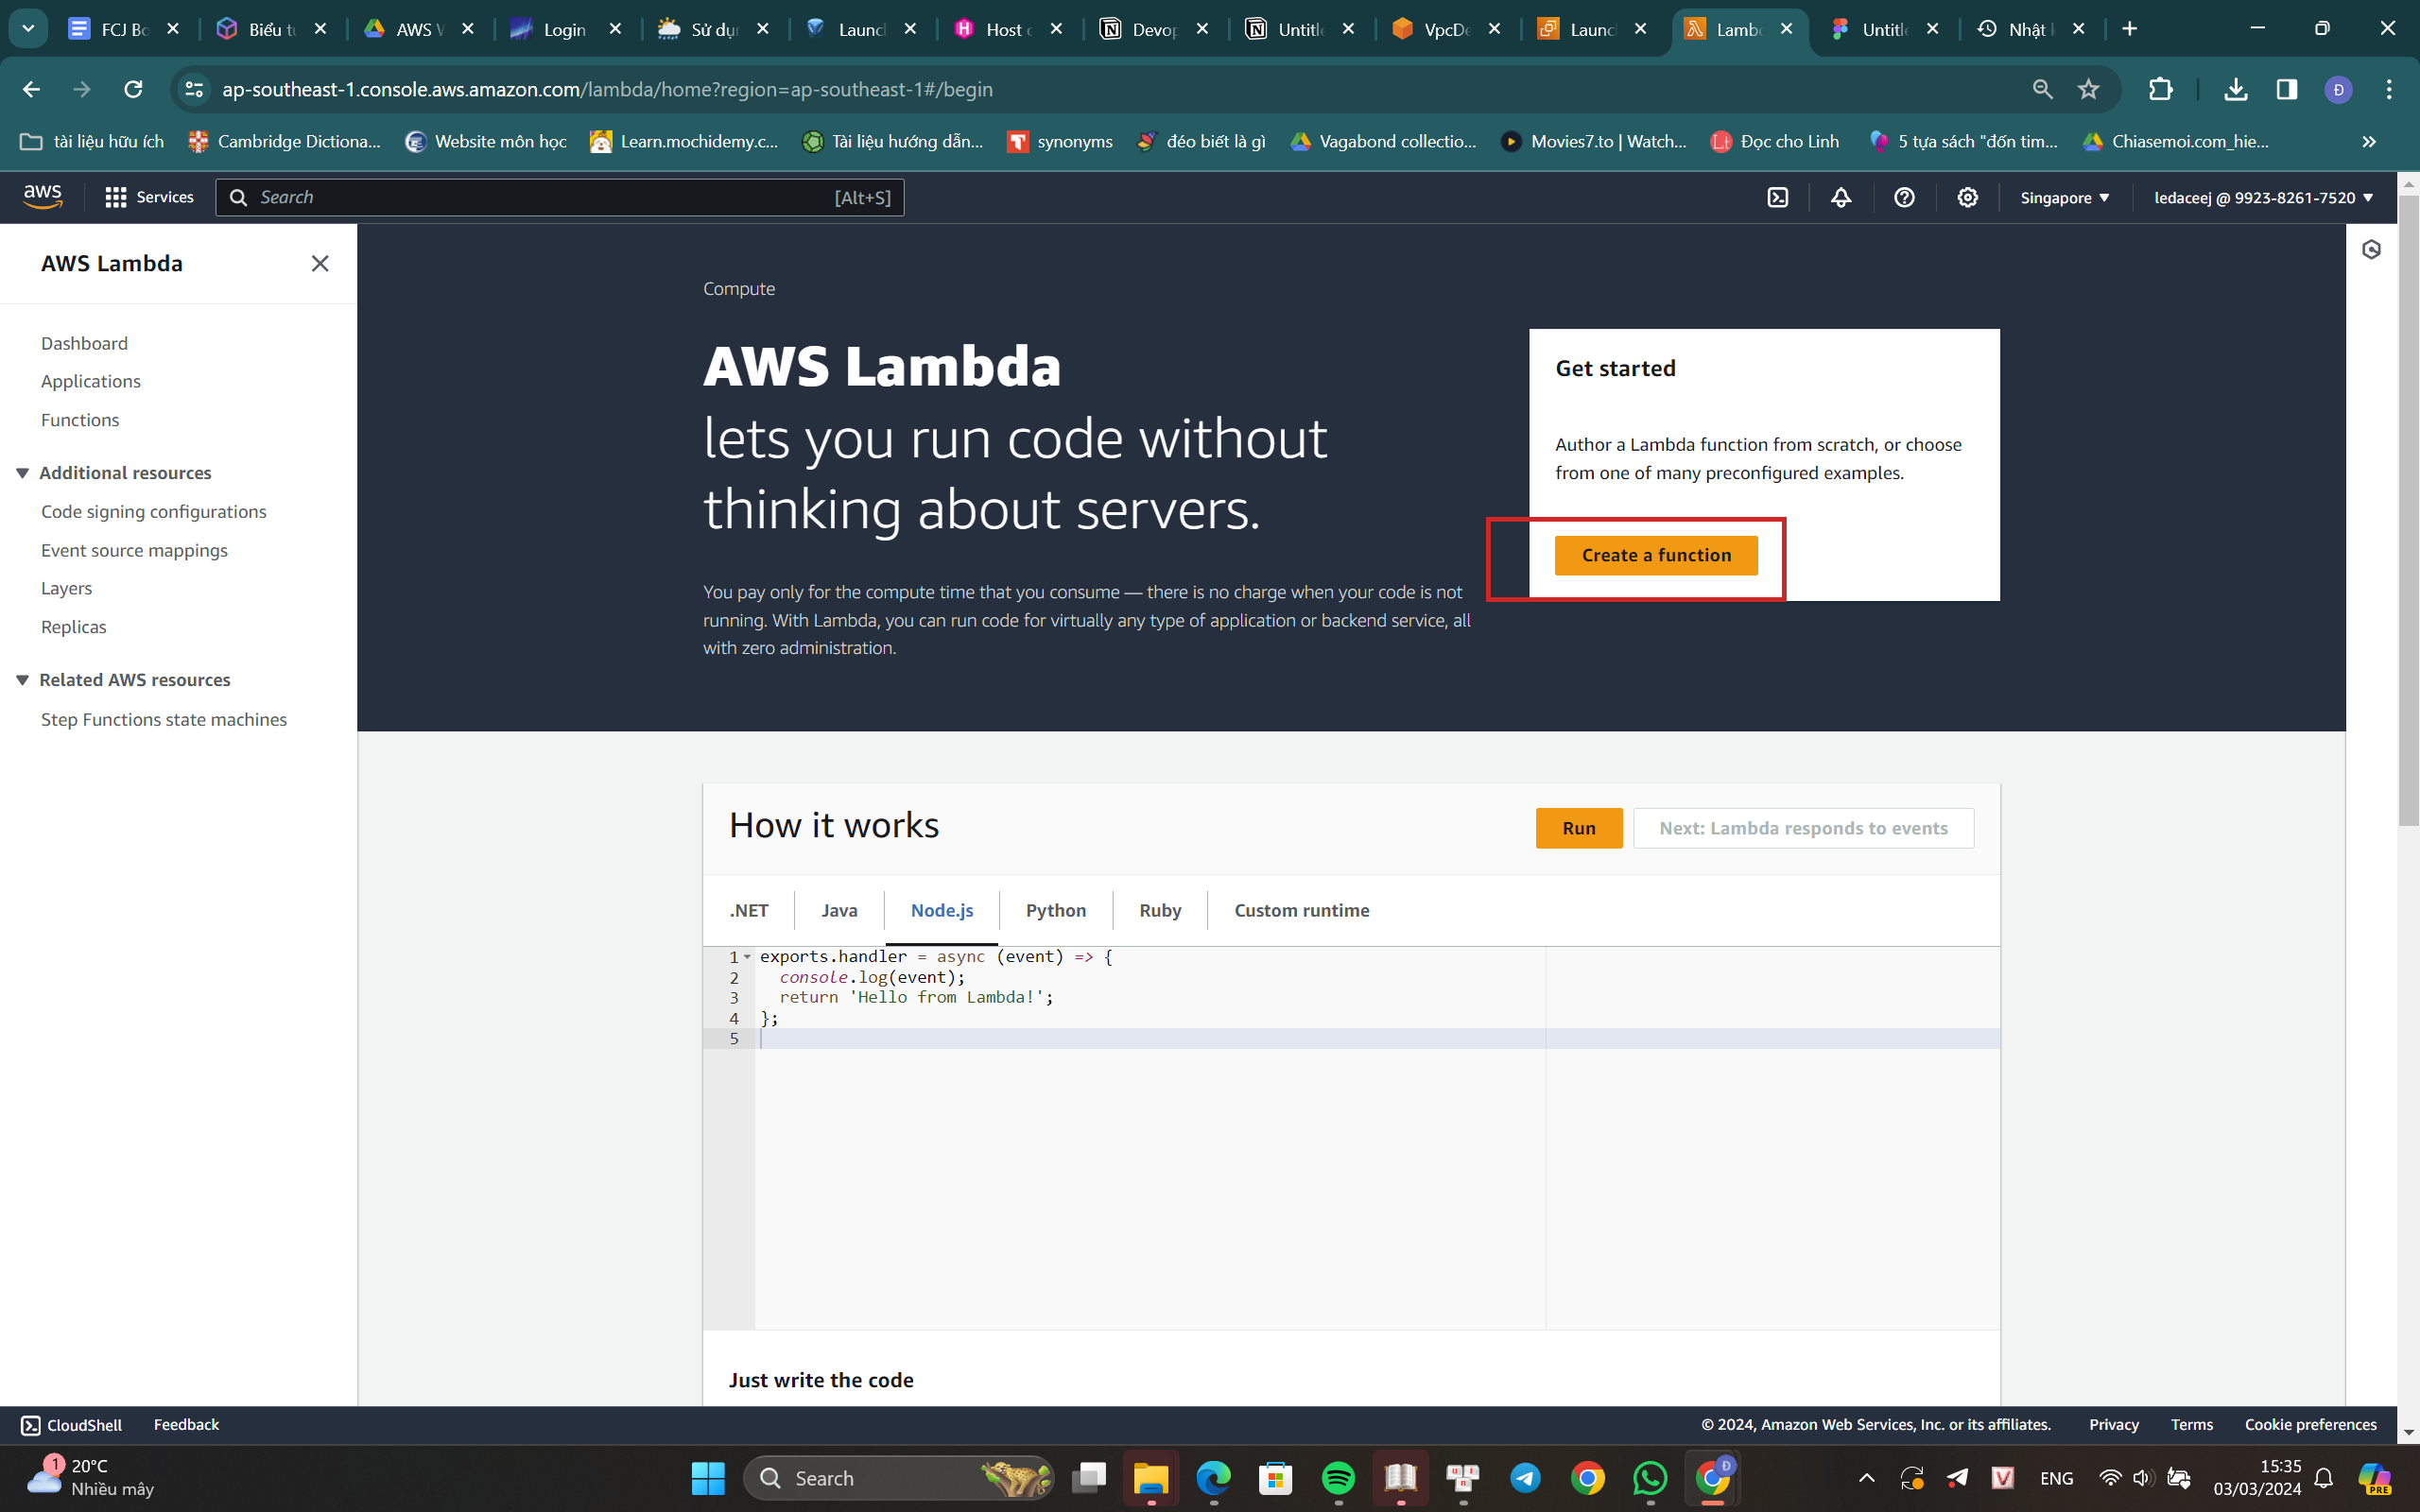 FCJ Bo
Biểu tu
AWS W
Login
Sử dụn
Launc
Host o
Devop
Untitle
VpcDe
Launc
Lambd
Untitle
Nhật k
ap-southeast-1.console.aws.amazon.com/lambda/home?region=ap-southeast-1#/begin
Đ
tài liệu hữu ích
Cambridge Dictiona...
Website môn học
Learn.mochidemy.c...
Tài liệu hướng dẫn...
synonyms
đéo biết là gì
Vagabond collectio...
Movies7.to | Watch...
Đọc cho Linh
5 tựa sách "đốn tim...
Chiasemoi.com_hie...
aws
Services
Search
[Alt+S]
Singapore
ledaceej @ 9923-8261-7520
AWS Lambda
Dashboard
Applications
Functions
Additional resources
Code signing configurations
Event source mappings
Layers
Replicas
Related AWS resources
Step Functions state machines
Compute
AWS Lambda
lets you run code without
thinking about servers.
You pay only for the compute time that you consume — there is no charge when your code is not
running. With Lambda, you can run code for virtually any type of application or backend service, all
with zero administration.
Get started
Author a Lambda function from scratch, or choose
from one of many preconfigured examples.
Create a function
How it works
Run
Next: Lambda responds to events
.NET
Java
Node.js
Python
Ruby
Custom runtime
1 exports.handler = async (event) => {
2 console.log(event);
3 return 'Hello from Lambda!';
4 };
5
Just write the code
CloudShell
Feedback
© 2024, Amazon Web Services, Inc. or its affiliates.
Privacy
Terms
Cookie preferences
1
20°C
Nhiều mây
Search
Đ
ENG
15:35
03/03/2024
PRE